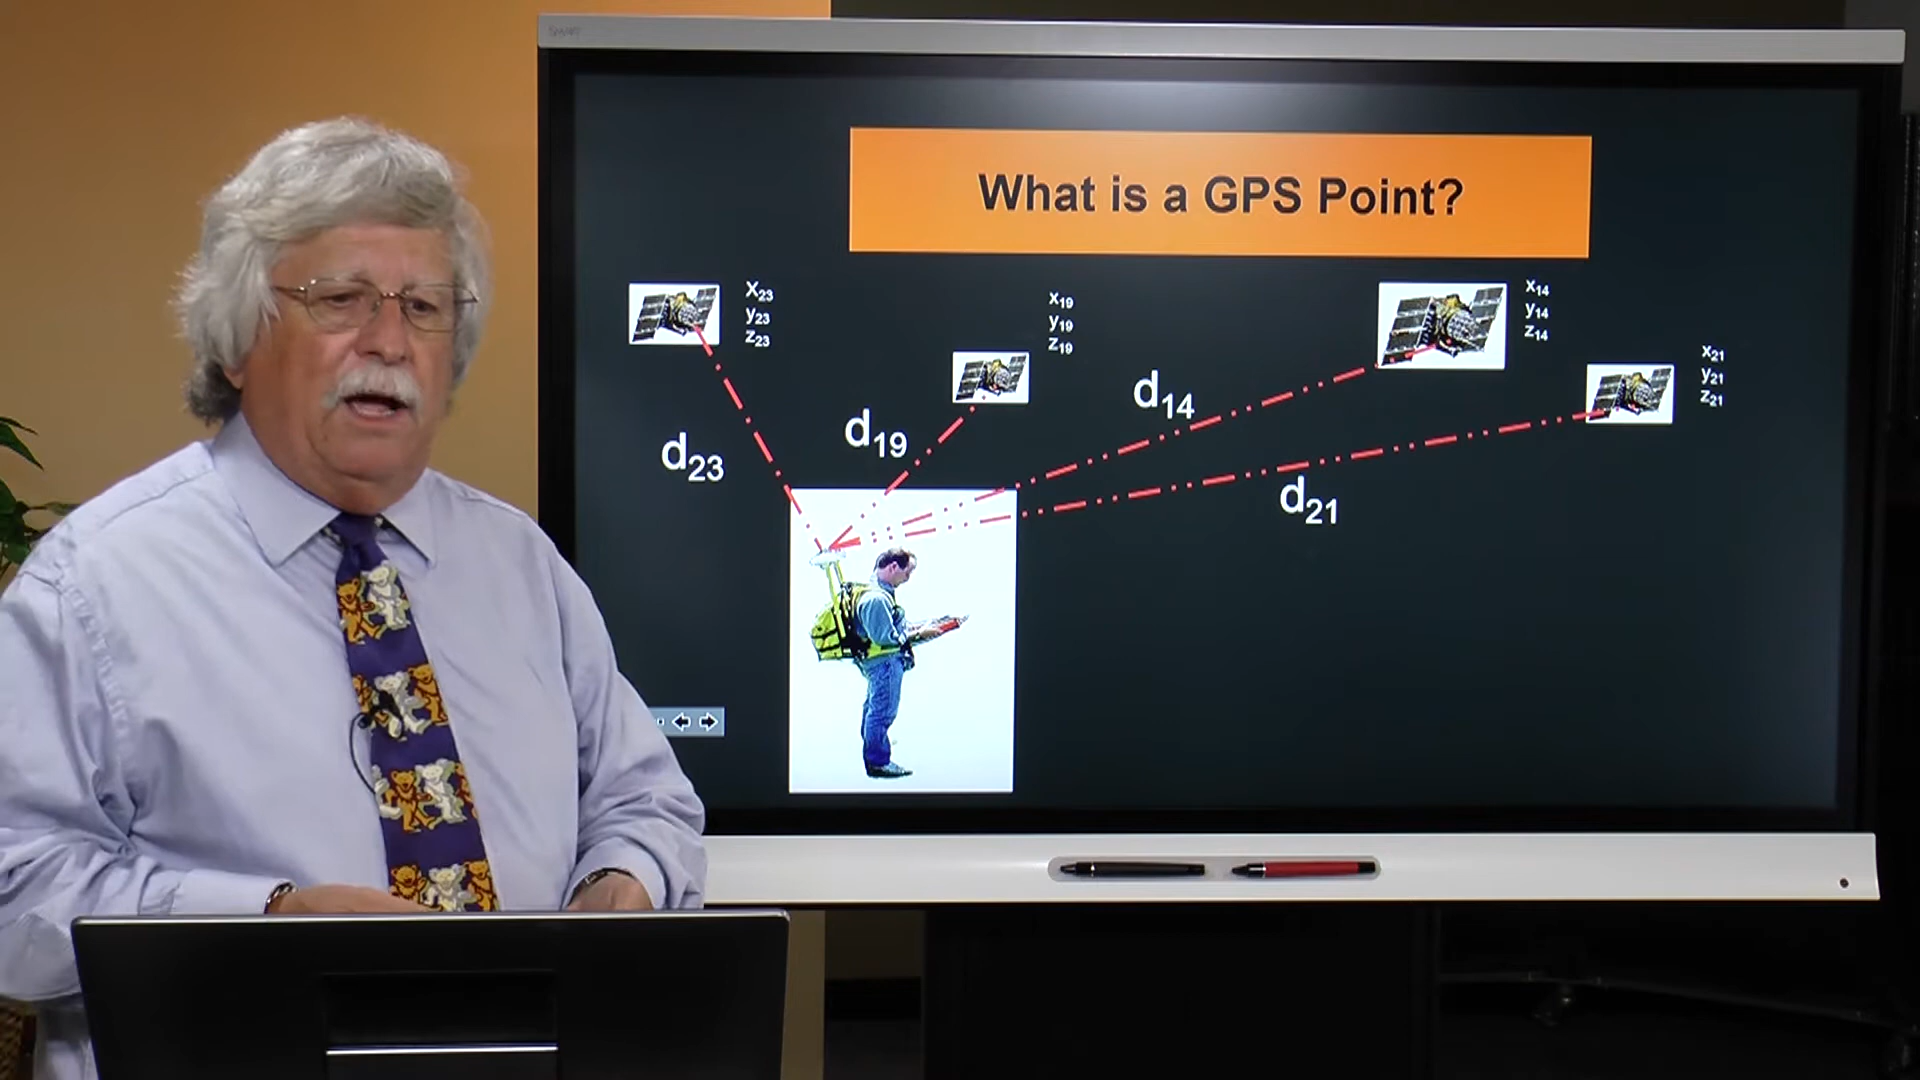 SMART
What is a GPS Point?
x₂₃
y₂₃
z₂₃
x₁₉
y₁₉
z₁₉
x₁₄
y₁₄
z₁₄
x₂₁
y₂₁
z₂₁
d₂₃
d₁₉
d₁₄
d₂₁